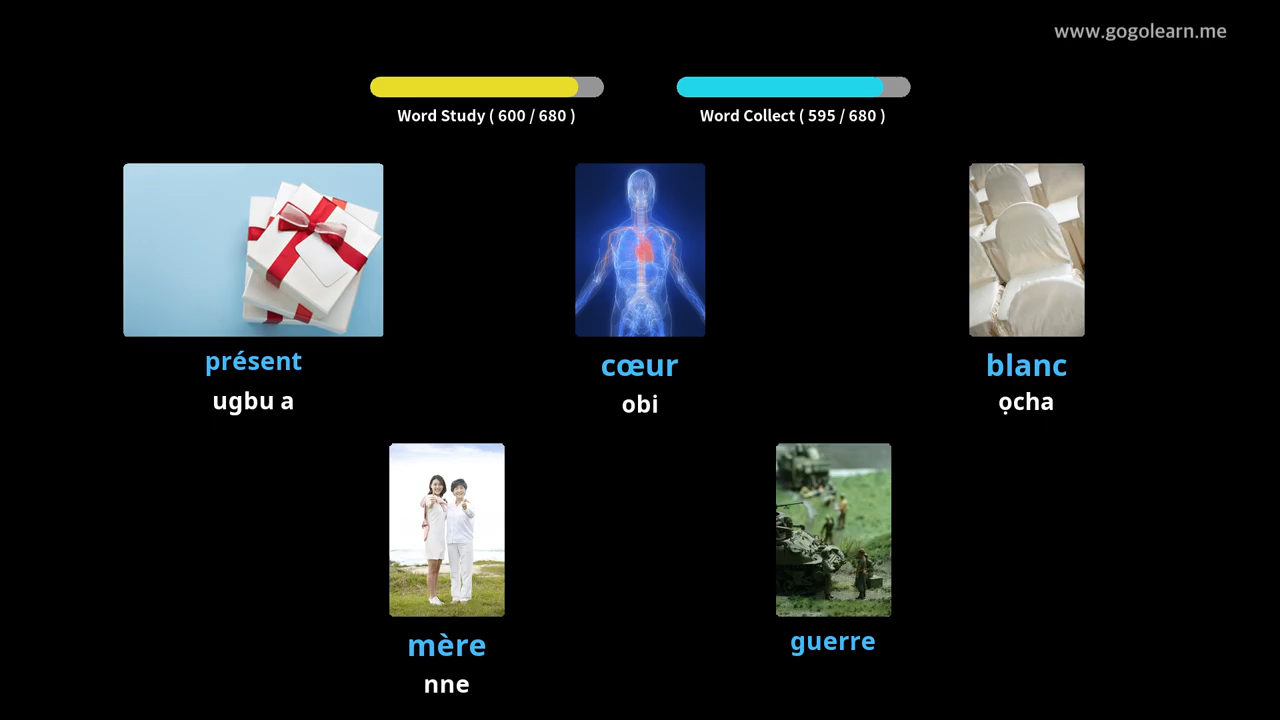 www.gogolearn.me
Word Study ( 600 / 680 )
Word Collect ( 595 / 680 )
présent
ugbu a
cœur
obi
blanc
ọcha
mère
nne
guerre